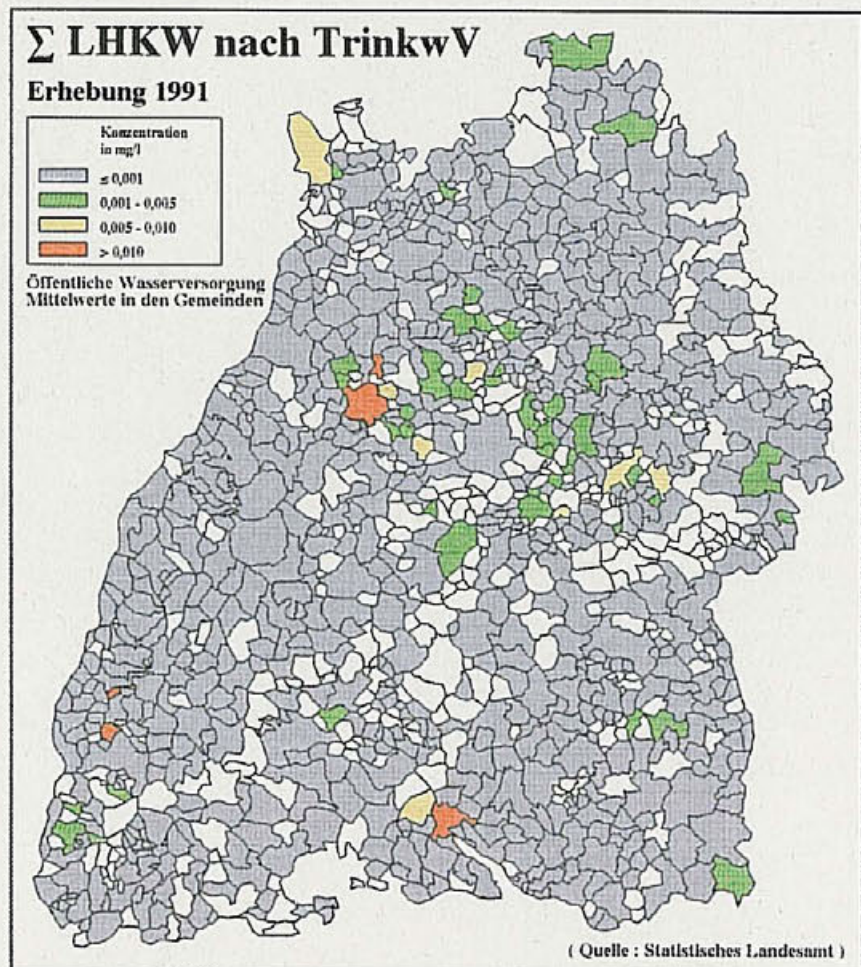 ∑ LHKW nach TrinkwV
Erhebung 1991
Konzentration
in mg/l
≤ 0,001
0,001 - 0,005
0,005 - 0,010
> 0,010
Öffentliche Wasserversorgung
Mittelwerte in den Gemeinden
( Quelle : Statistisches Landesamt )